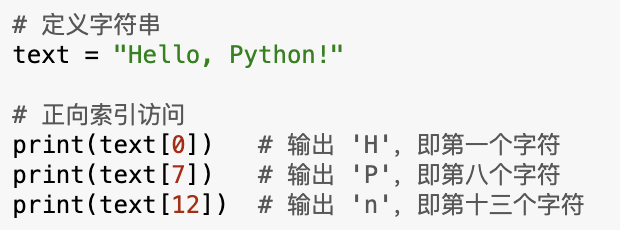 # 定义字符串
text = "Hello, Python!"
# 正向索引访问
print(text[0])   # 输出 'H'，即第一个字符
print(text[7])   # 输出 'P'，即第八个字符
print(text[12])  # 输出 'n'，即第十三个字符